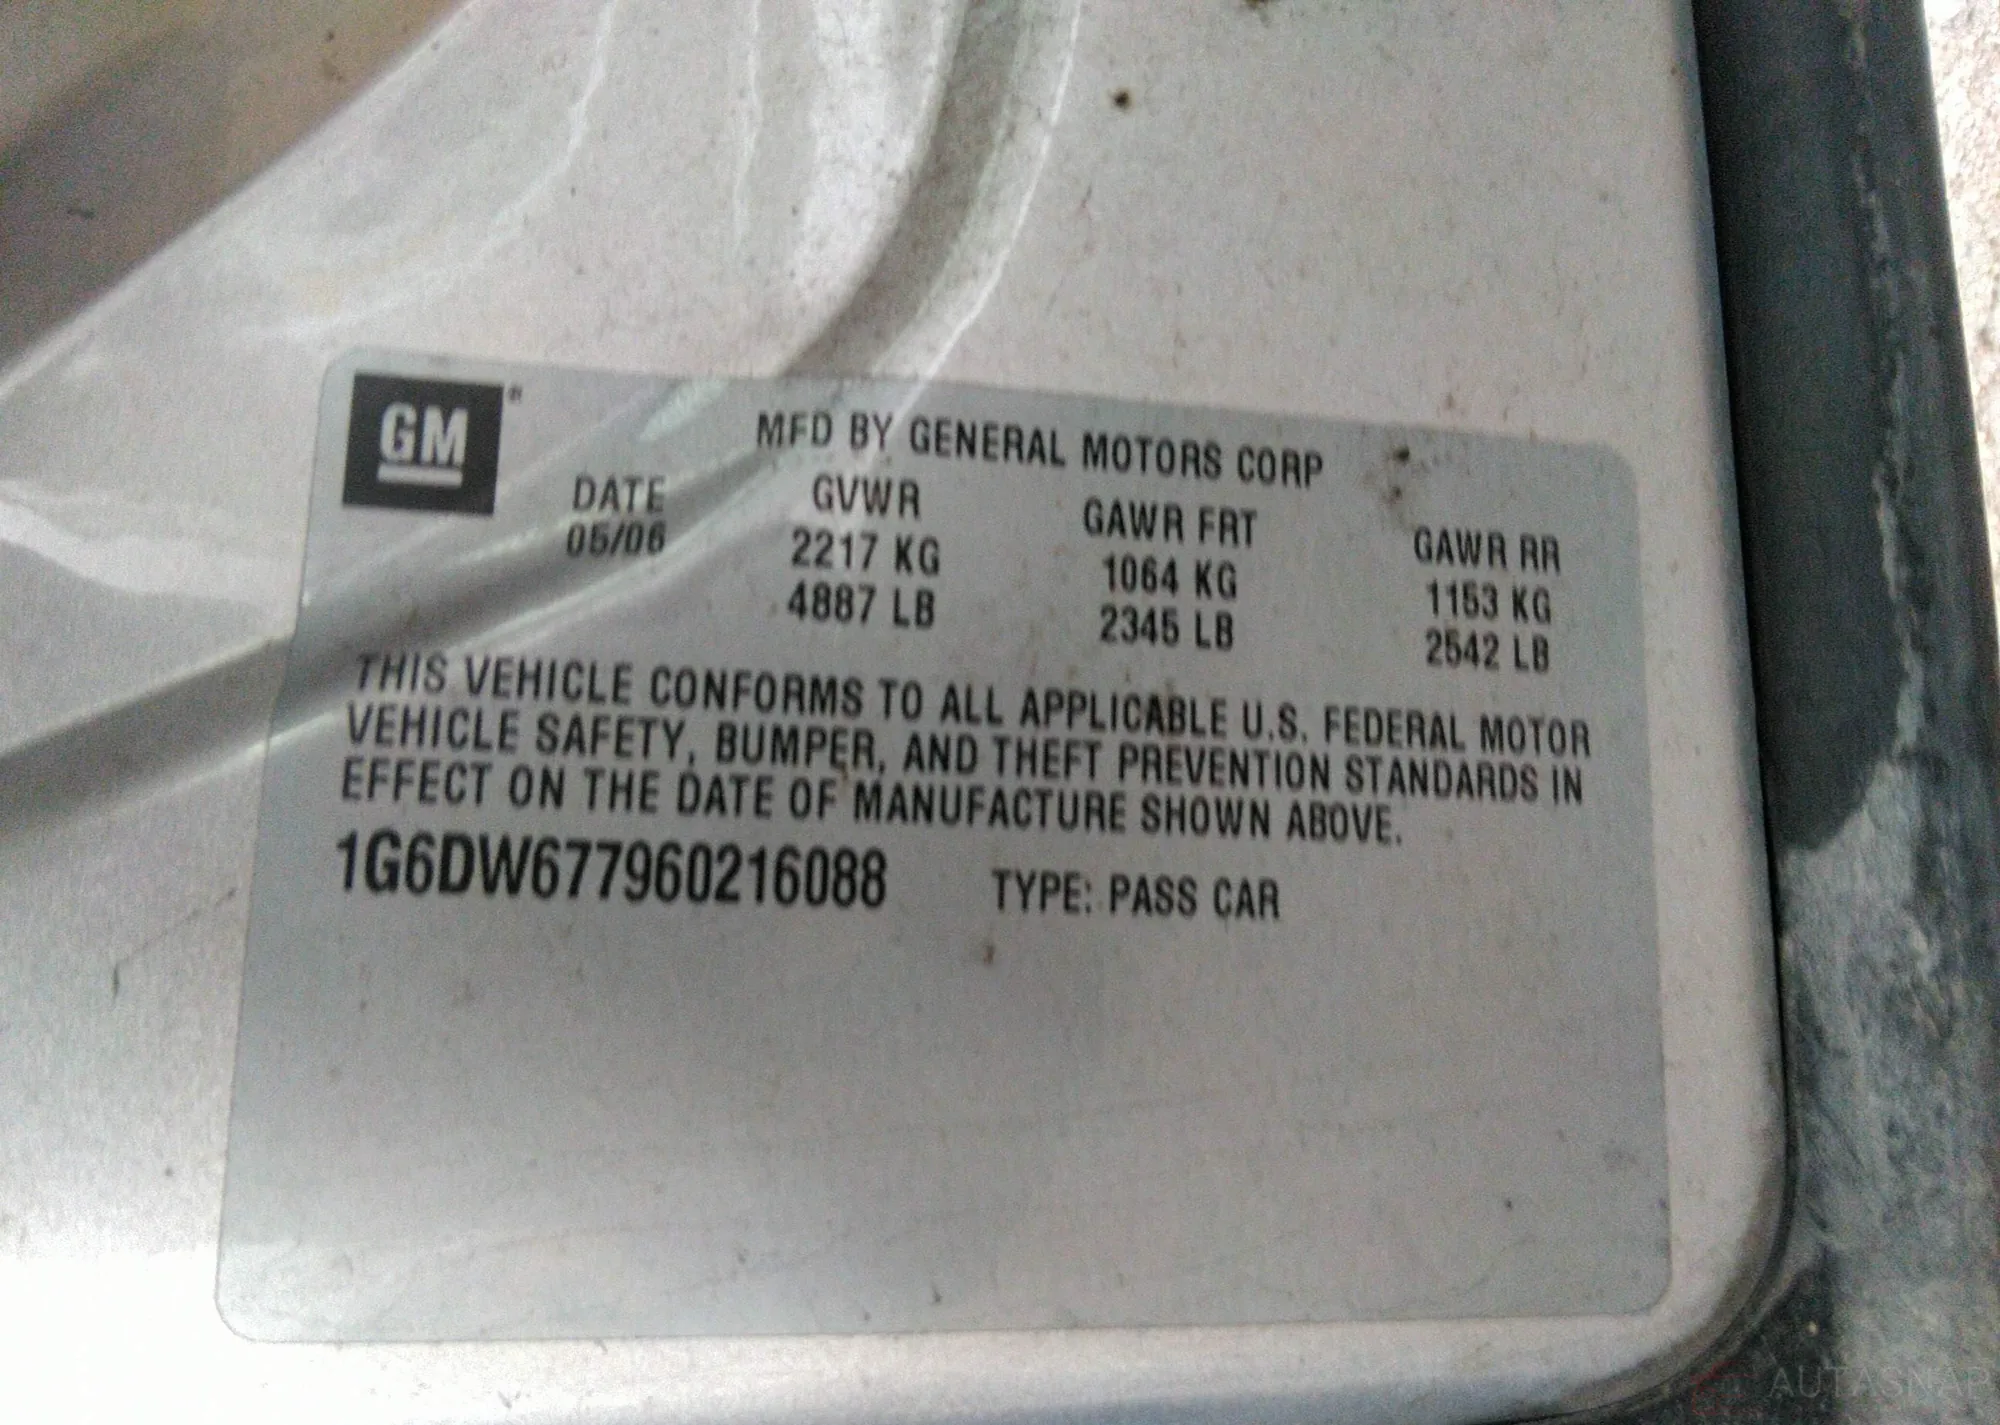 GM
®
MFD BY GENERAL MOTORS CORP
DATE GVWR GAWR FRT GAWR RR
05/06 2217 KG 1064 KG 1153 KG
4887 LB 2345 LB 2542 LB
THIS VEHICLE CONFORMS TO ALL APPLICABLE U.S. FEDERAL MOTOR
VEHICLE SAFETY, BUMPER, AND THEFT PREVENTION STANDARDS IN
EFFECT ON THE DATE OF MANUFACTURE SHOWN ABOVE.
1G6DW677960216088 TYPE: PASS CAR
AUTASNAP